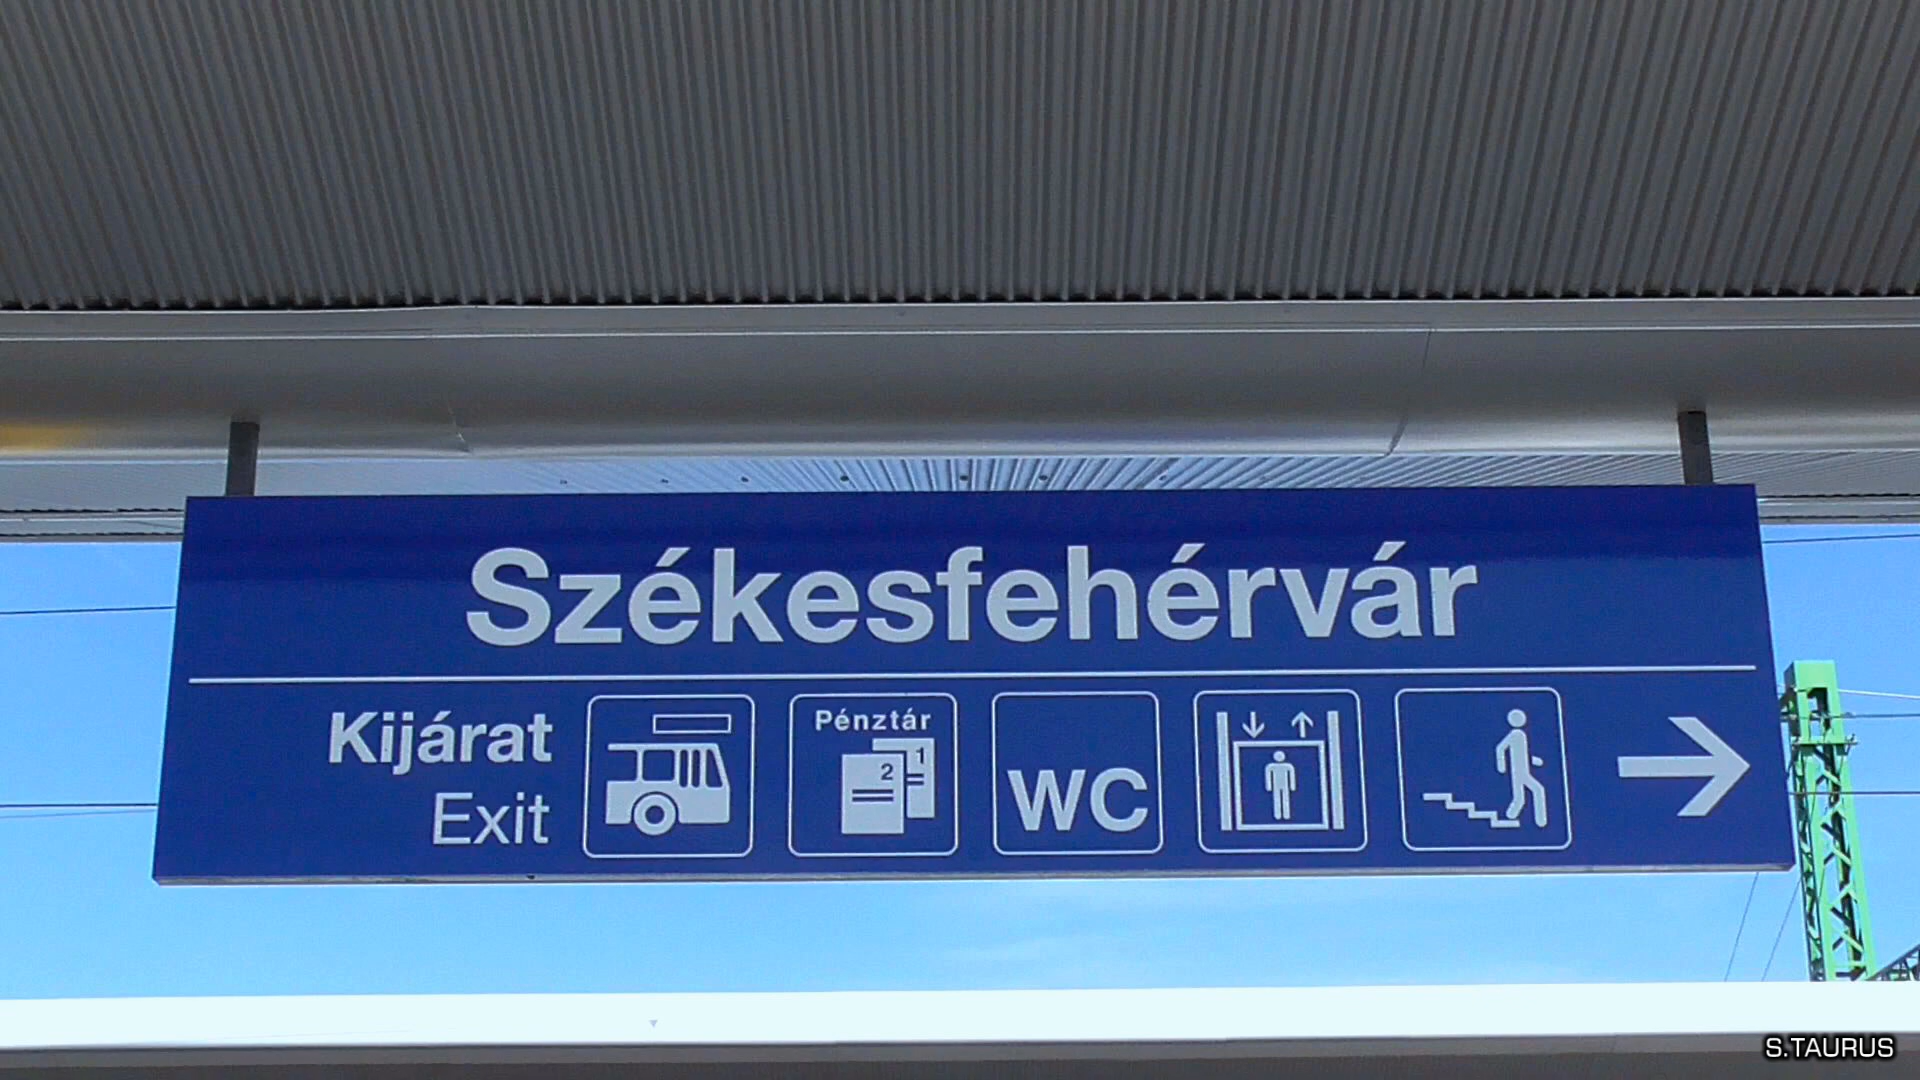 Székesfehérvár
Kijárat
Exit
Pénztár
1
2
WC
S.TAURUS